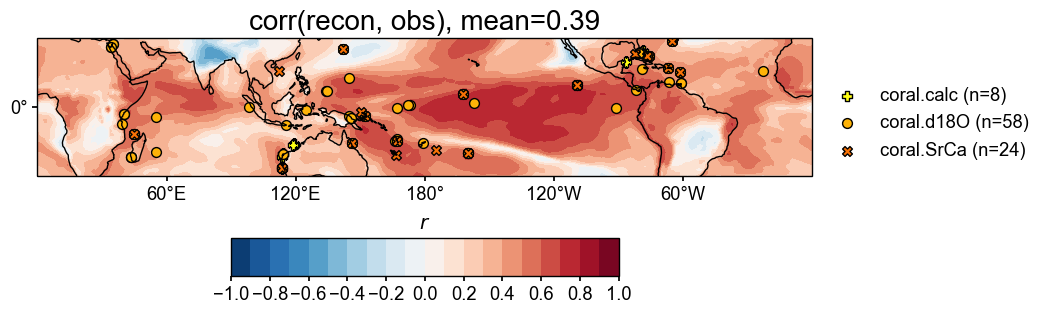 corr(recon, obs), mean=0.39
0°
60°E 120°E 180° 120°W 60°W
coral.calc (n=8)
coral.d18O (n=58)
coral.SrCa (n=24)
r
−1.0 −0.8 −0.6 −0.4 −0.2 0.0 0.2 0.4 0.6 0.8 1.0